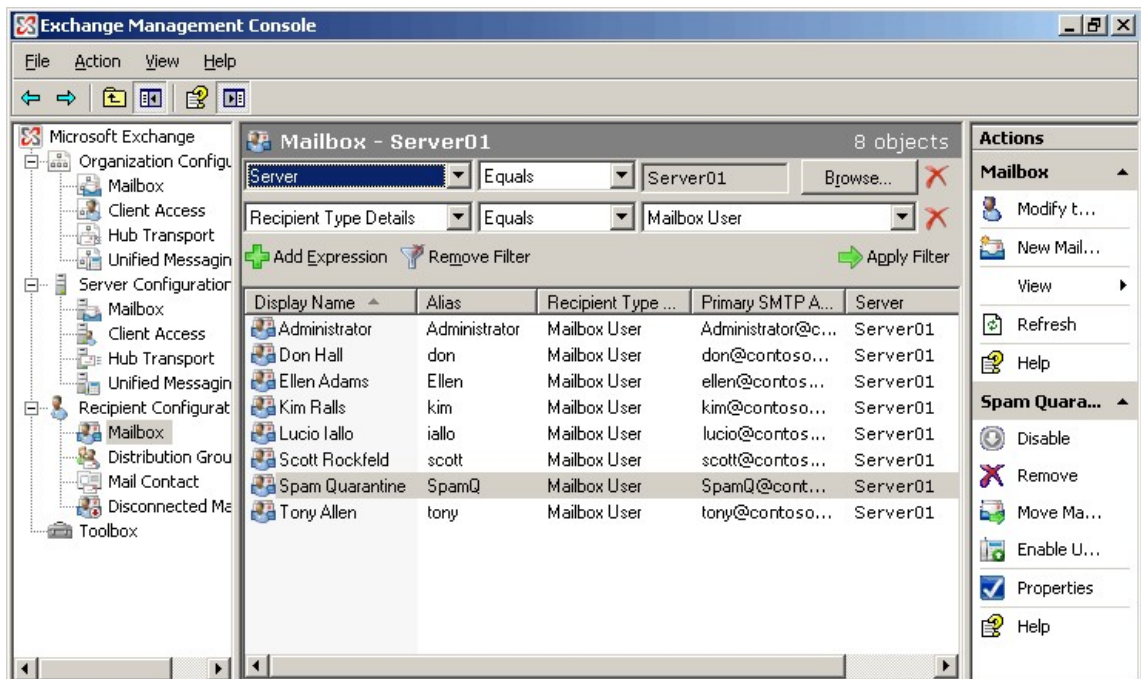 Exchange Management Console
File Action View Help
Microsoft Exchange
Organization Configu
Mailbox
Client Access
Hub Transport
Unified Messagin
Server Configuration
Mailbox
Client Access
Hub Transport
Unified Messagin
Recipient Configurat
Mailbox
Distribution Grou
Mail Contact
Disconnected Ma
Toolbox
Mailbox - Server01 8 objects
Server Equals Server01 Browse...
Recipient Type Details Equals Mailbox User
Add Expression Remove Filter Apply Filter
Display Name Alias Recipient Type ... Primary SMTP A... Server
Administrator Administrator Mailbox User Administrator@c... Server01
Don Hall don Mailbox User don@contoso... Server01
Ellen Adams Ellen Mailbox User ellen@contos... Server01
Kim Ralls kim Mailbox User kim@contoso... Server01
Lucio Iallo iallo Mailbox User lucio@contos... Server01
Scott Rockfeld scott Mailbox User scott@contoso... Server01
Spam Quarantine SpamQ Mailbox User SpamQ@cont... Server01
Tony Allen tony Mailbox User tony@contoso... Server01
Actions
Mailbox
Modify t...
New Mail...
View
Refresh
Help
Spam Quara...
Disable
Remove
Move Ma...
Enable U...
Properties
Help